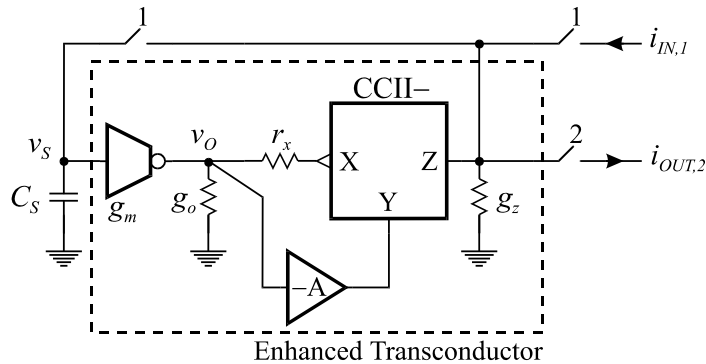 1
1
i_IN,1
CCII–
v_S
v_O
r_x
X
Z
2
i_OUT,2
C_S
g_m
g_o
Y
g_z
–A
Enhanced Transconductor